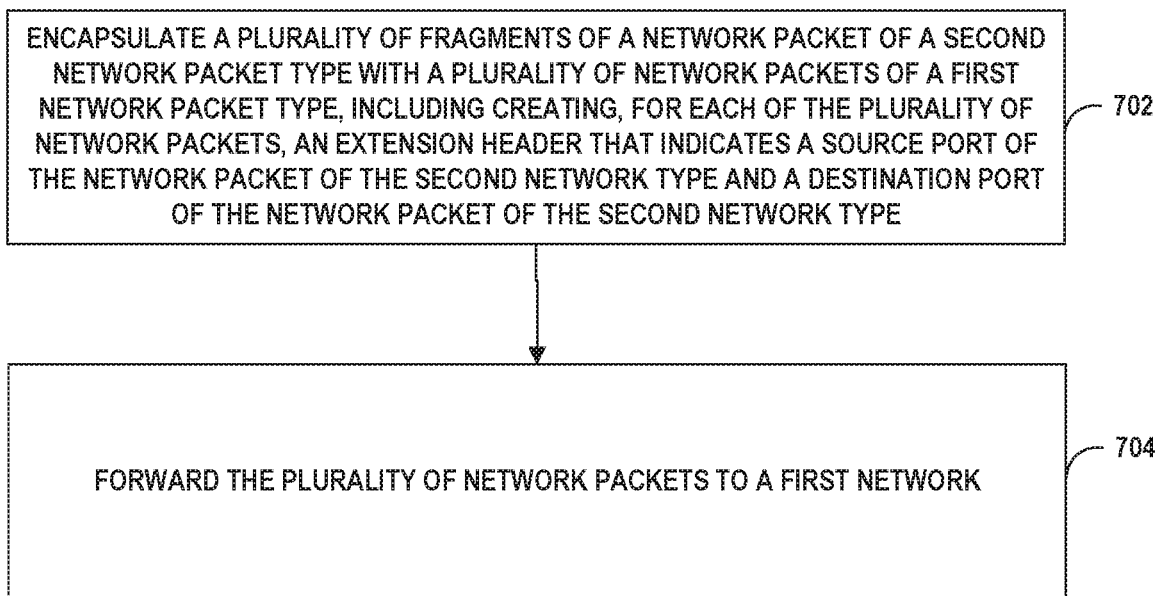 ENCAPSULATE A PLURALITY OF FRAGMENTS OF A NETWORK PACKET OF A SECOND
NETWORK PACKET TYPE WITH A PLURALITY OF NETWORK PACKETS OF A FIRST
NETWORK PACKET TYPE, INCLUDING CREATING, FOR EACH OF THE PLURALITY OF
NETWORK PACKETS, AN EXTENSION HEADER THAT INDICATES A SOURCE PORT OF
THE NETWORK PACKET OF THE SECOND NETWORK TYPE AND A DESTINATION PORT
OF THE NETWORK PACKET OF THE SECOND NETWORK TYPE
702
FORWARD THE PLURALITY OF NETWORK PACKETS TO A FIRST NETWORK
704